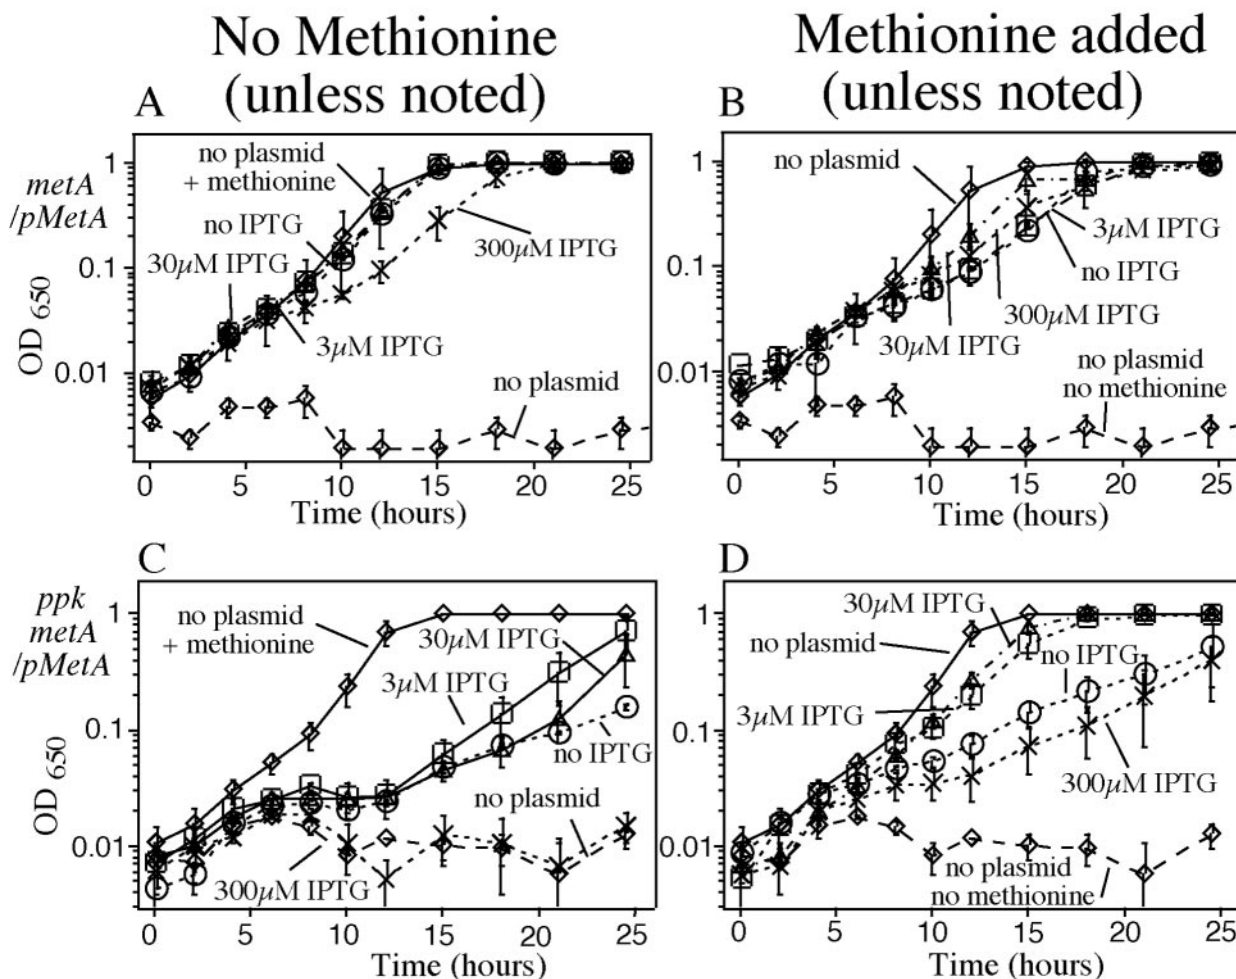 No Methionine
(unless noted)
Methionine added
(unless noted)
A
metA
/pMetA
OD 650
1
0.1
0.01
no plasmid
+ methionine
no IPTG
30µM IPTG
3µM IPTG
300µM IPTG
no plasmid
0 5 10 15 20 25
Time (hours)
B
1
0.1
0.01
no plasmid
3µM IPTG
no IPTG
300µM IPTG
30µM IPTG
no plasmid
no methionine
0 5 10 15 20 25
Time (hours)
C
ppk
metA
/pMetA
OD 650
1
0.1
0.01
no plasmid
+ methionine
30µM IPTG
3µM IPTG
no IPTG
no plasmid
300µM IPTG
0 5 10 15 20 25
Time (hours)
D
1
0.1
0.01
30µM IPTG
no plasmid
no IPTG
3µM IPTG
300µM IPTG
no plasmid
no methionine
0 5 10 15 20 25
Time (hours)